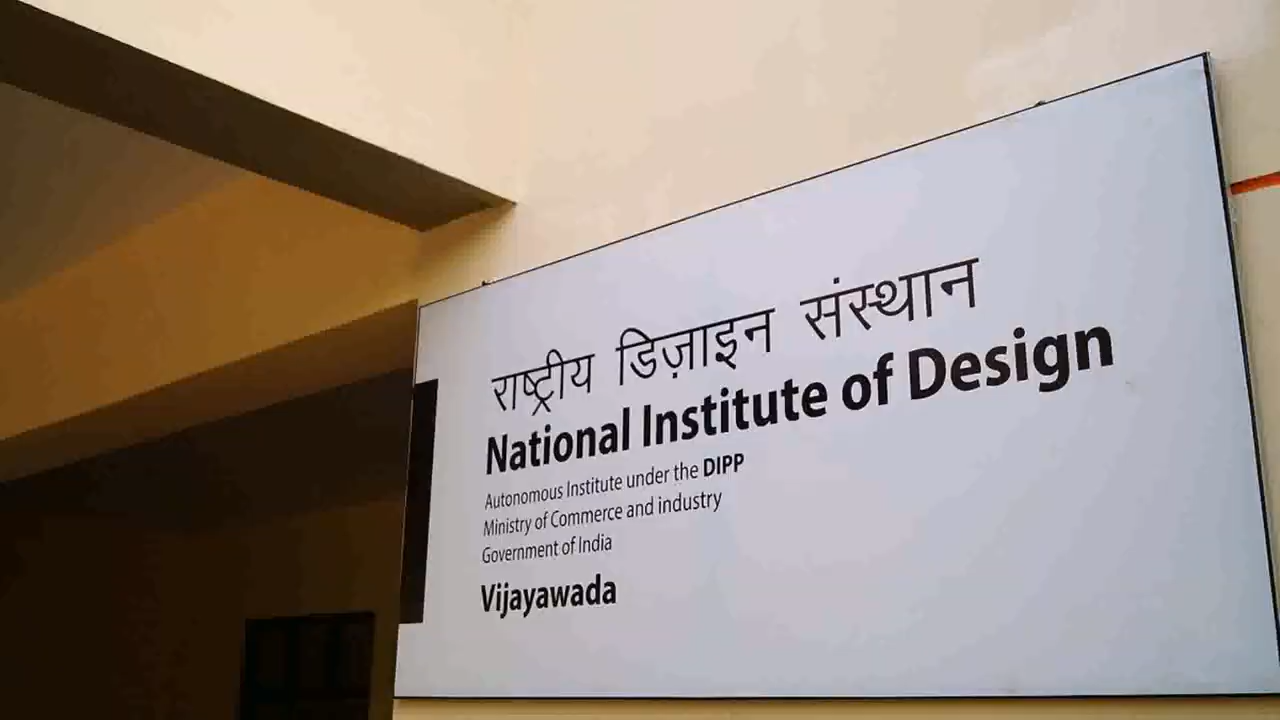 राष्ट्रीय डिज़ाइन संस्थान
National Institute of Design
Autonomous Institute under the DIPP
Ministry of Commerce and industry
Government of India
Vijayawada